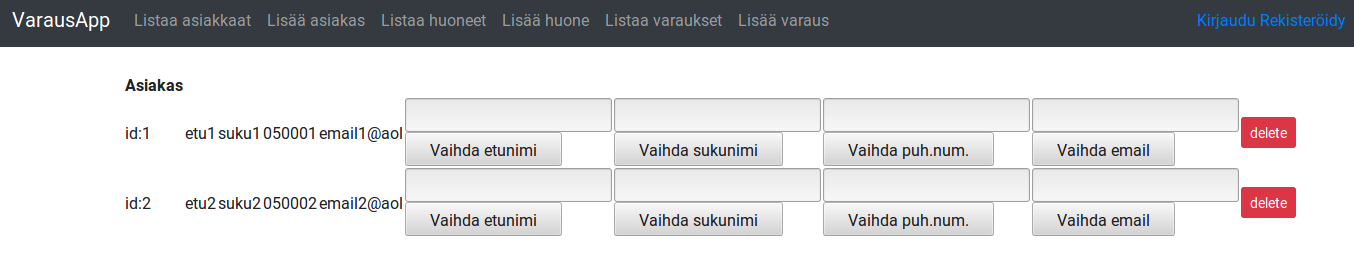 VarausApp Listaa asiakkaat Lisää asiakas Listaa huoneet Lisää huone Listaa varaukset Lisää varaus Kirjaudu Rekisteröidy
Asiakas
id:1 etu1 suku1 050001 email1@aol delete
Vaihda etunimi Vaihda sukunimi Vaihda puh.num. Vaihda email
id:2 etu2 suku2 050002 email2@aol delete
Vaihda etunimi Vaihda sukunimi Vaihda puh.num. Vaihda email